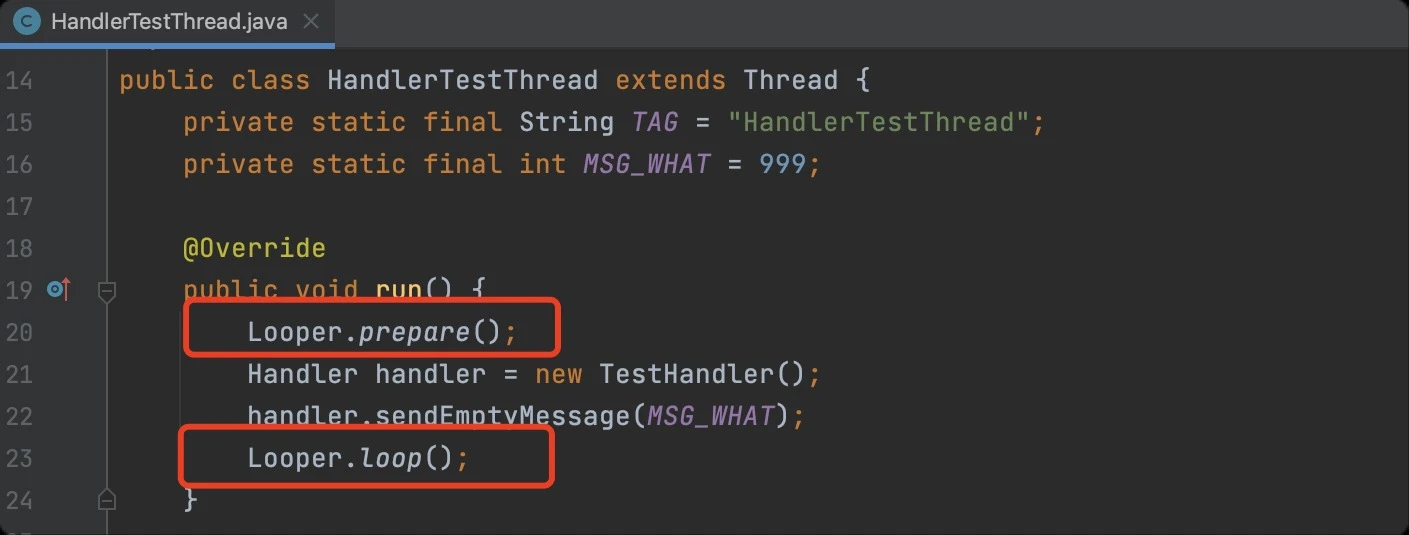 C HandlerTestThread.java ×
14 public class HandlerTestThread extends Thread {
15 private static final String TAG = "HandlerTestThread";
16 private static final int MSG_WHAT = 999;
17
18 @Override
19 public void run() {
20 Looper.prepare();
21 Handler handler = new TestHandler();
22 handler.sendEmptyMessage(MSG_WHAT);
23 Looper.loop();
24 }